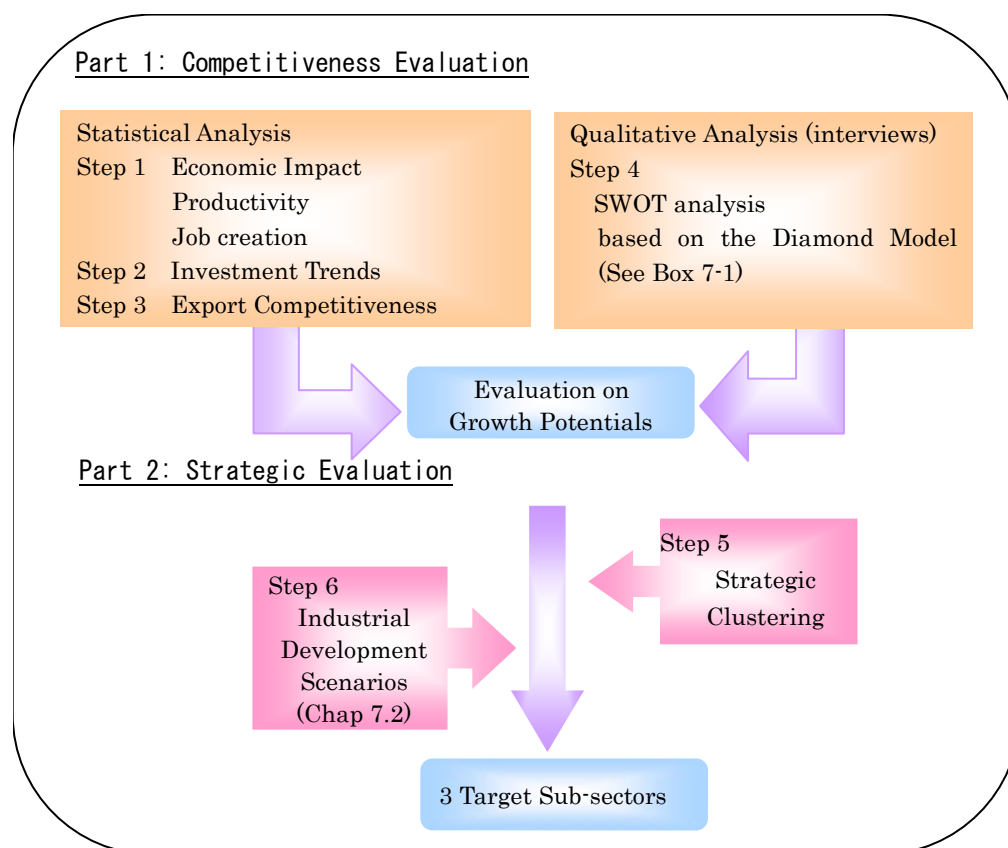 Part 1: Competitiveness Evaluation
Statistical Analysis
Step 1 Economic Impact
Productivity
Job creation
Step 2 Investment Trends
Step 3 Export Competitiveness
Qualitative Analysis (interviews)
Step 4
SWOT analysis
based on the Diamond Model
(See Box 7-1)
Evaluation on
Growth Potentials
Part 2: Strategic Evaluation
Step 5
Strategic
Clustering
Step 6
Industrial
Development
Scenarios
(Chap 7.2)
3 Target Sub-sectors